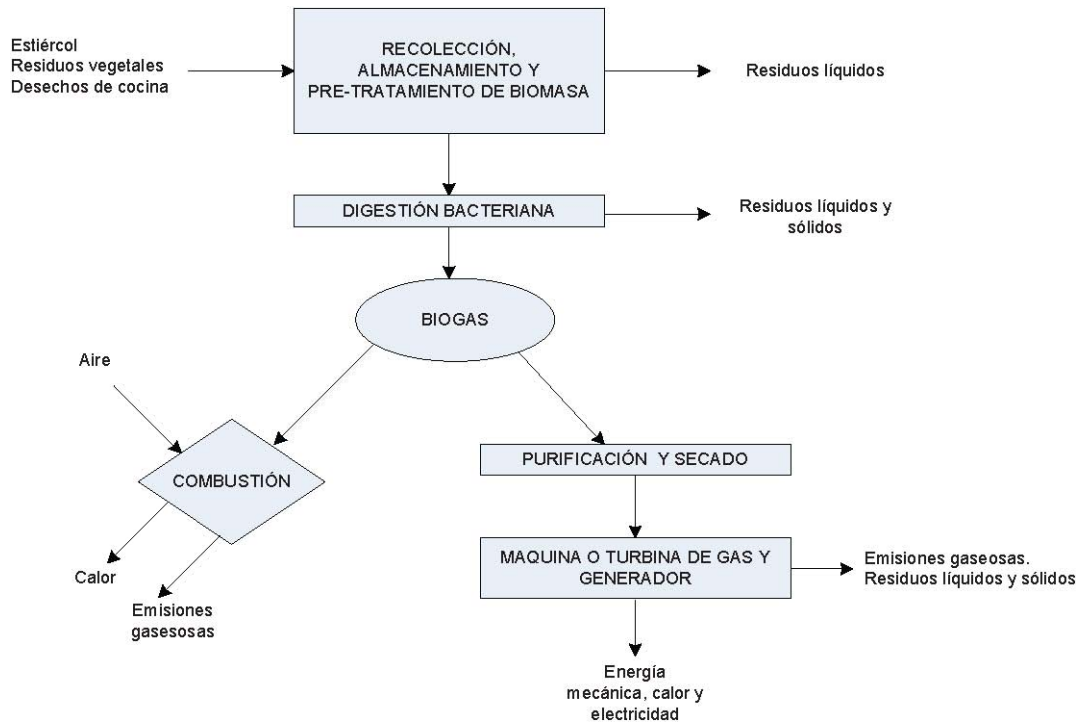 Estiércol
Residuos vegetales
Desechos de cocina
RECOLECCIÓN,
ALMACENAMIENTO Y
PRE-TRATAMIENTO DE BIOMASA
Residuos líquidos
DIGESTIÓN BACTERIANA
Residuos líquidos y
sólidos
BIOGAS
Aire
COMBUSTIÓN
PURIFICACIÓN Y SECADO
Calor
Emisiones
gasesosas
MAQUINA O TURBINA DE GAS Y
GENERADOR
Emisiones gaseosas.
Residuos líquidos y sólidos
Energía
mecánica, calor y
electricidad